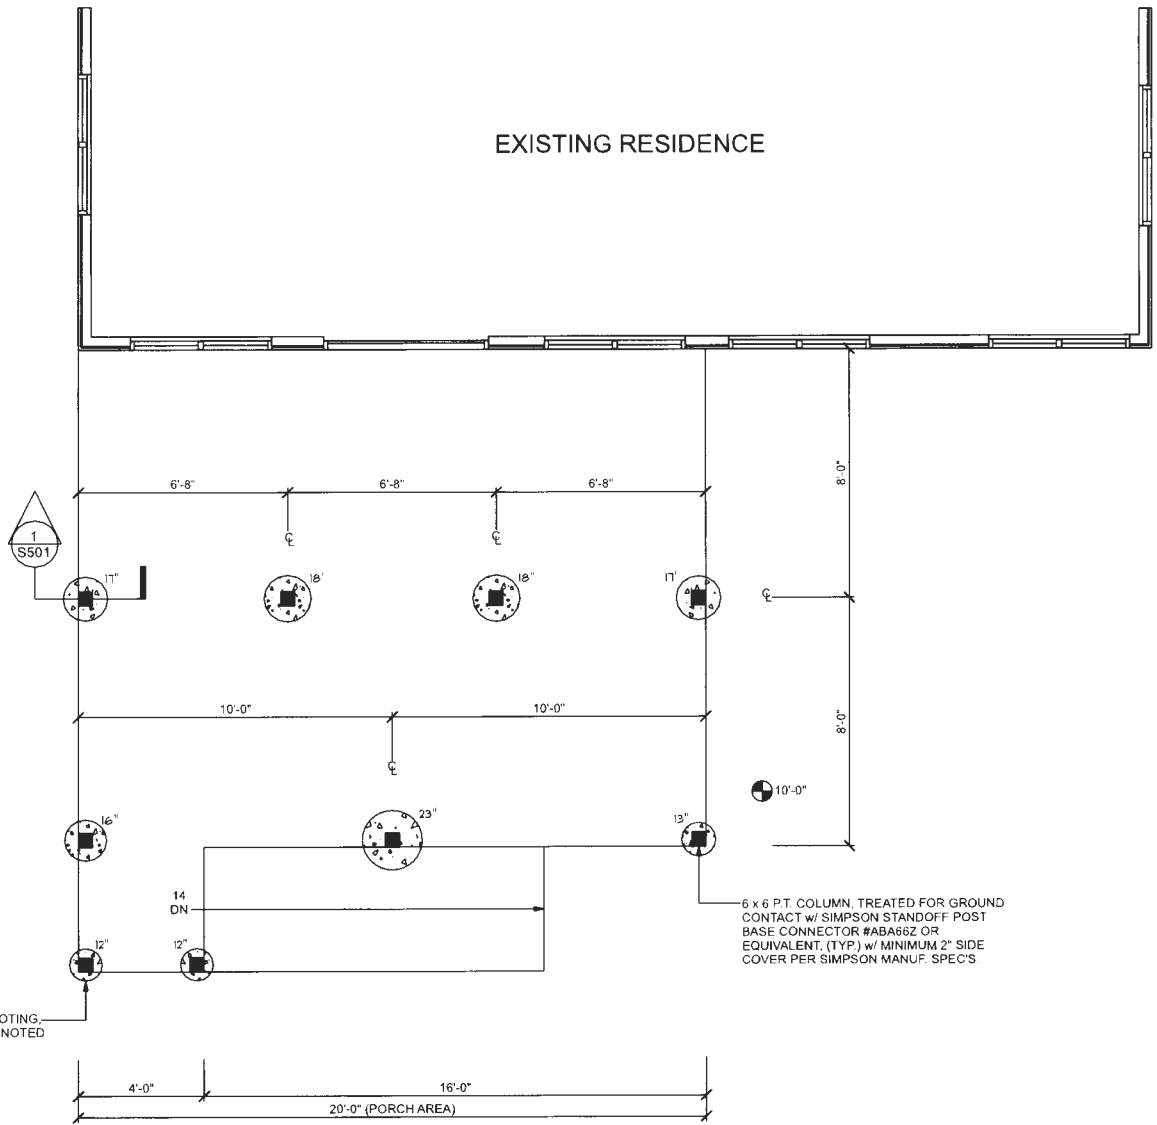 EXISTING RESIDENCE
6'-8"
6'-8"
6'-8"
8'-0"
1
S501
17"
18'
18"
17'
10'-0"
10'-0"
8'-0"
10'-0"
16"
23"
13"
14
DN
6 x 6 P.T. COLUMN, TREATED FOR GROUND
CONTACT w/ SIMPSON STANDOFF POST
BASE CONNECTOR #ABA66Z OR
EQUIVALENT, (TYP.) w/ MINIMUM 2" SIDE
COVER PER SIMPSON MANUF. SPEC'S.
12"
12"
OTING,
NOTED
4'-0"
16'-0"
20'-0" (PORCH AREA)